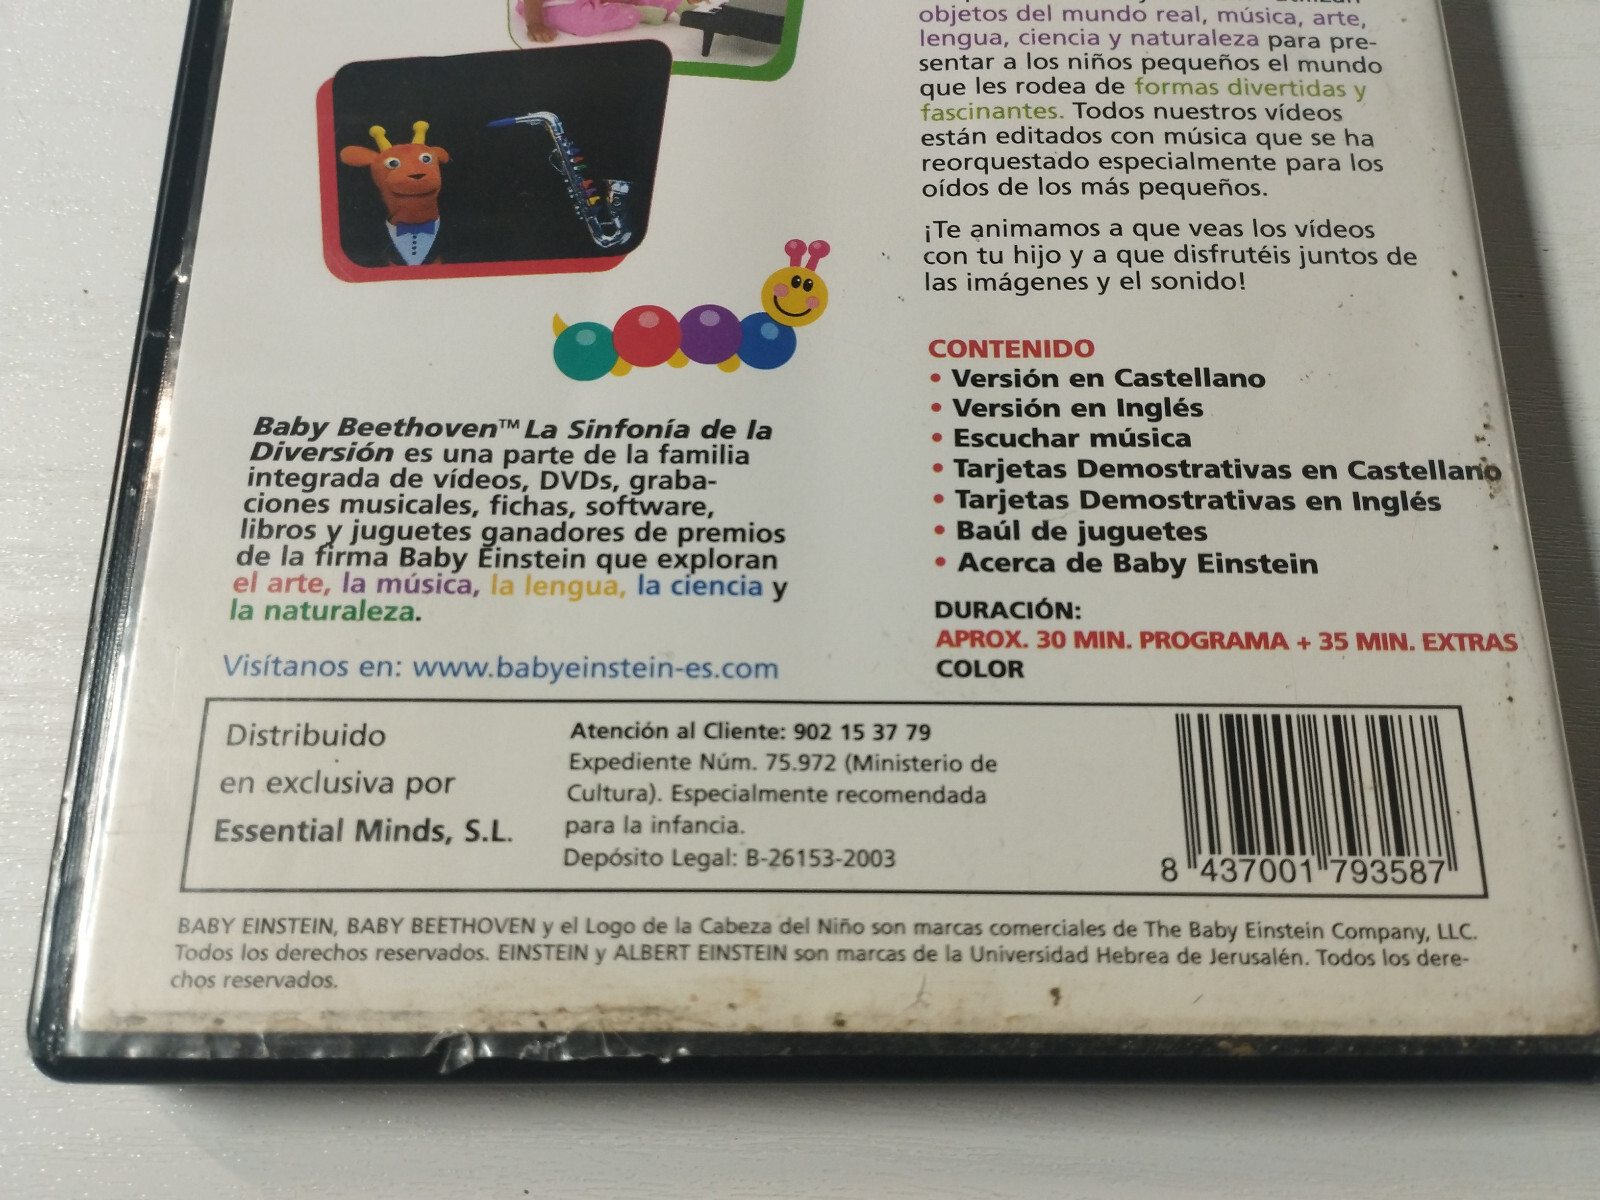 objetos del mundo real, música, arte,
lengua, ciencia y naturaleza para pre-
sentar a los niños pequeños el mundo
que les rodea de formas divertidas y
fascinantes. Todos nuestros vídeos
están editados con música que se ha
reorquestado especialmente para los
oídos de los más pequeños.
¡Te animamos a que veas los vídeos
con tu hijo y a que disfrutéis juntos de
las imágenes y el sonido!
CONTENIDO
• Versión en Castellano
• Versión en Inglés
• Escuchar música
• Tarjetas Demostrativas en Castellano
• Tarjetas Demostrativas en Inglés
• Baúl de juguetes
• Acerca de Baby Einstein
DURACIÓN:
APROX. 30 MIN. PROGRAMA + 35 MIN. EXTRAS
COLOR
Baby Beethoven™ La Sinfonía de la
Diversión es una parte de la familia
integrada de vídeos, DVDs, graba-
ciones musicales, fichas, software,
libros y juguetes ganadores de premios
de la firma Baby Einstein que exploran
el arte, la música, la lengua, la ciencia y
la naturaleza.
Visítanos en: www.babyeinstein-es.com
Distribuido
en exclusiva por
Essential Minds, S.L.
Atención al Cliente: 902 15 37 79
Expediente Núm. 75.972 (Ministerio de
Cultura). Especialmente recomendada
para la infancia.
Depósito Legal: B-26153-2003
8 437001 793587
BABY EINSTEIN, BABY BEETHOVEN y el Logo de la Cabeza del Niño son marcas comerciales de The Baby Einstein Company, LLC.
Todos los derechos reservados. EINSTEIN y ALBERT EINSTEIN son marcas de la Universidad Hebrea de Jerusalén. Todos los dere-
chos reservados.